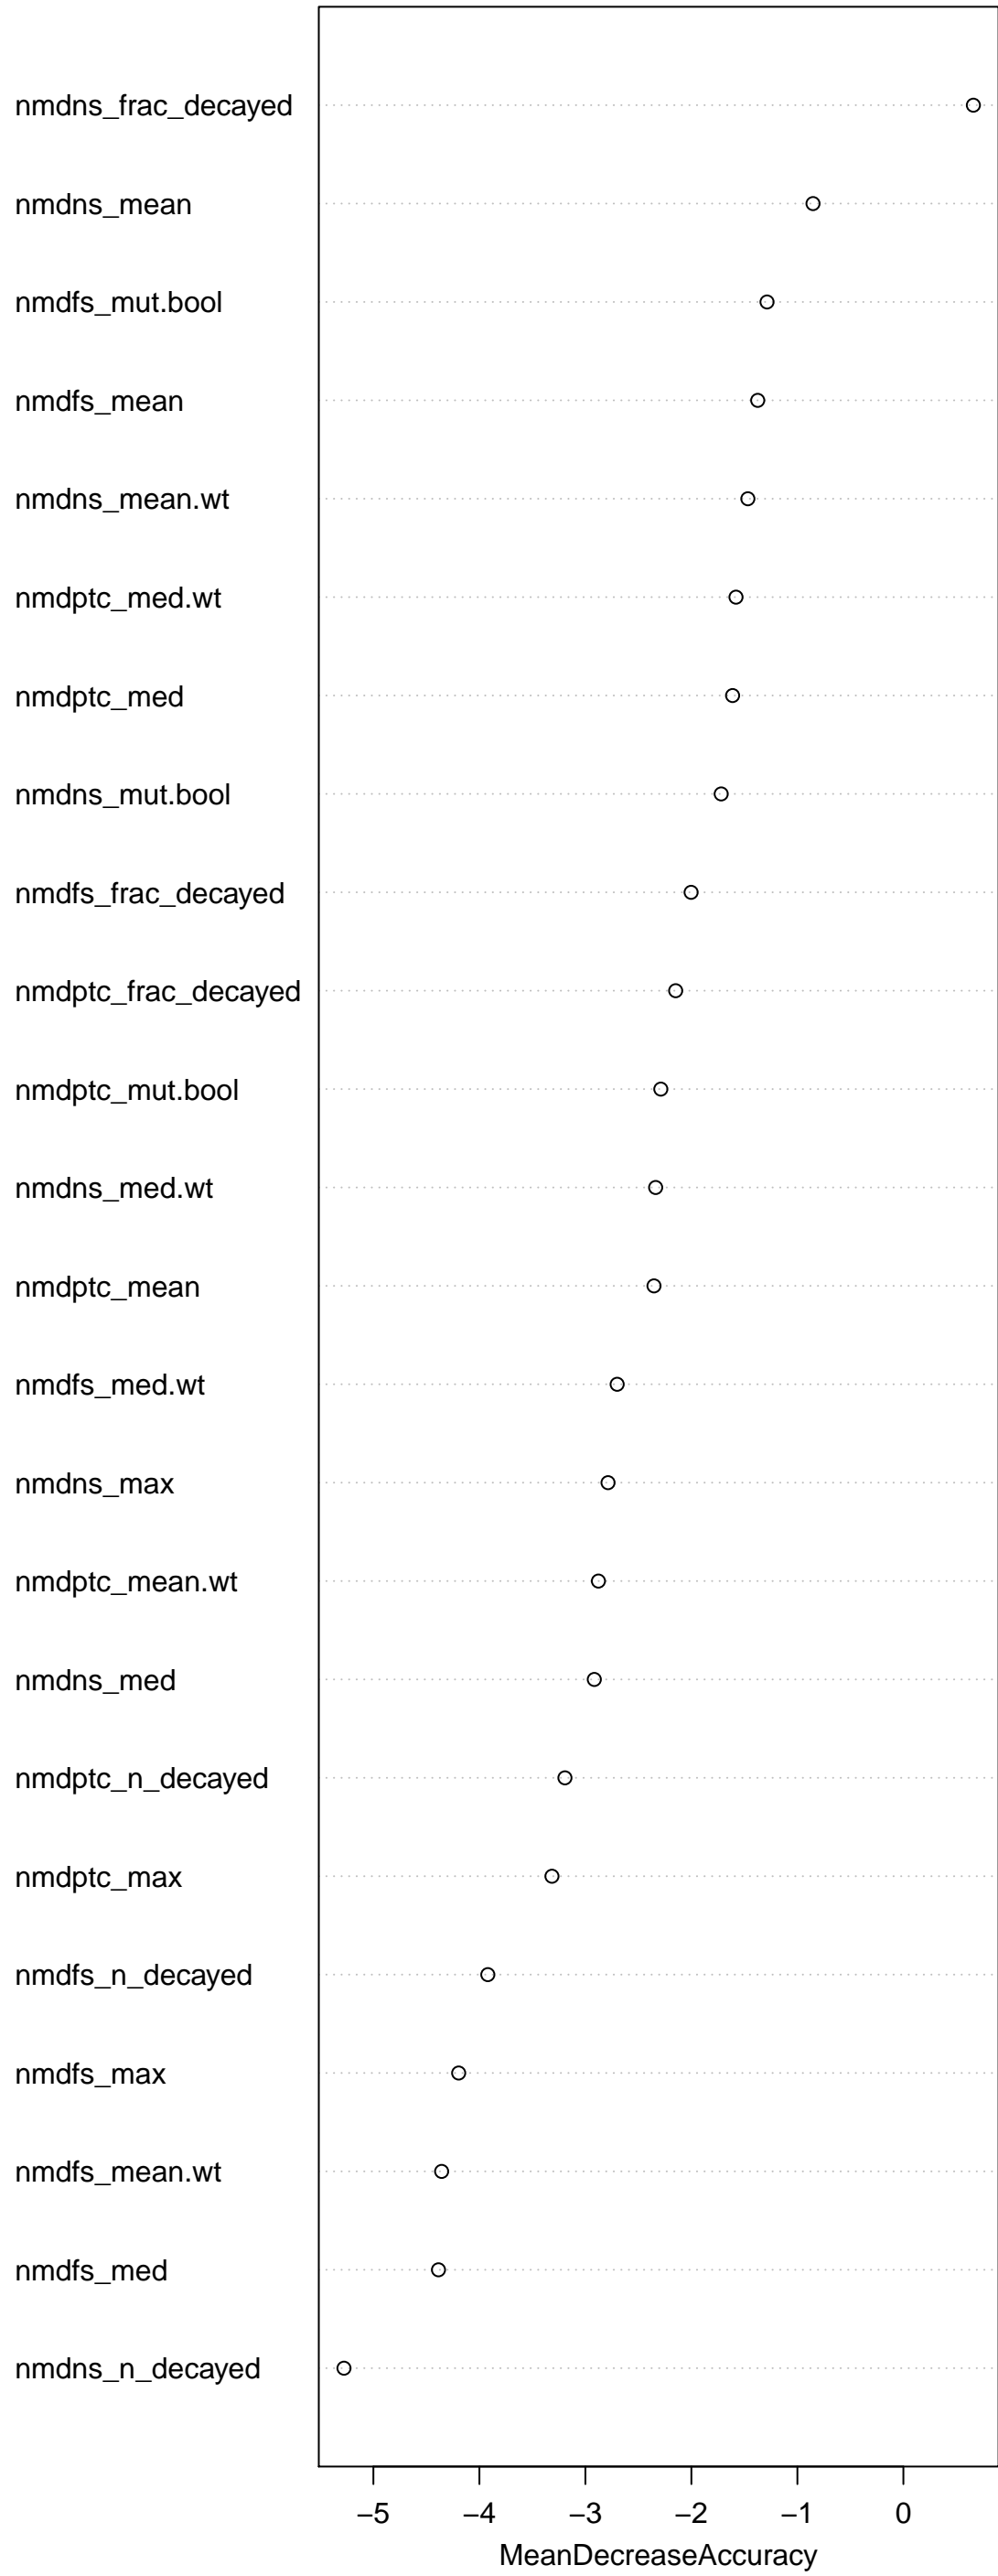 nmdns_frac_decayed
nmdns_mean
nmdfs_mut.bool
nmdfs_mean
nmdns_mean.wt
nmdptc_med.wt
nmdptc_med
nmdns_mut.bool
nmdfs_frac_decayed
nmdptc_frac_decayed
nmdptc_mut.bool
nmdns_med.wt
nmdptc_mean
nmdfs_med.wt
nmdns_max
nmdptc_mean.wt
nmdns_med
nmdptc_n_decayed
nmdptc_max
nmdfs_n_decayed
nmdfs_max
nmdfs_mean.wt
nmdfs_med
nmdns_n_decayed
−5 −4 −3 −2 −1 0
MeanDecreaseAccuracy